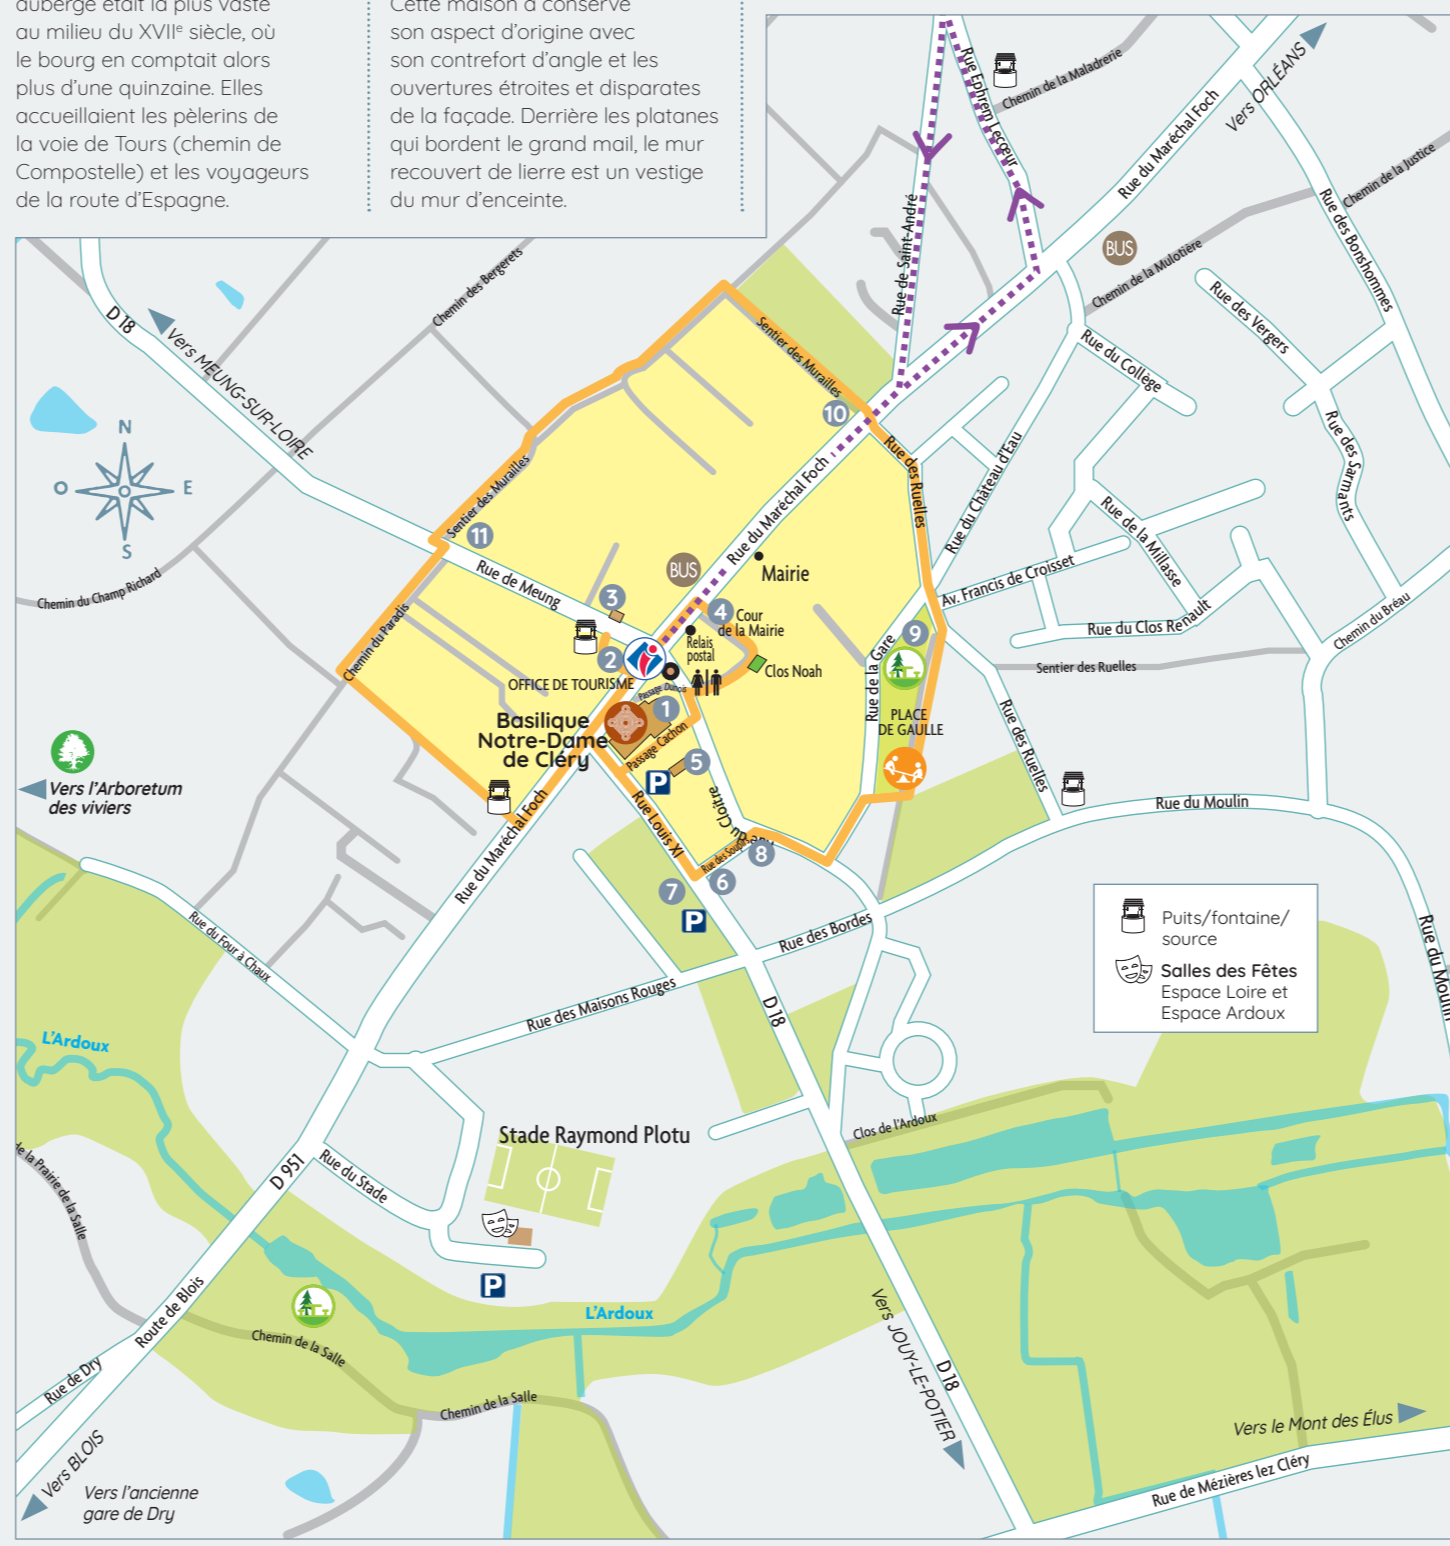 auberge était la plus vaste
au milieu du XVIIe siècle, où
le bourg en comptait alors
plus d'une quinzaine. Elles
accueillaient les pèlerins de
la voie de Tours (chemin de
Compostelle) et les voyageurs
de la route d'Espagne.
Cette maison a conservé
son aspect d'origine avec
son contrefort d'angle et les
ouvertures étroites et disparates
de la façade. Derrière les platanes
qui bordent le grand mail, le mur
recouvert de lierre est un vestige
du mur d'enceinte.
Rue Ephrem Lecœur
Chemin de la Maladrerie
Vers ORLÉANS
Rue du Maréchal Foch
Chemin de la Justice
Rue des Bonshommes
Rue de Saint-André
BUS
Chemin de la Mulotière
Chemin des Bergerets
D 18
Vers MEUNG-SUR-LOIRE
Sentier des Murailles
Rue des Vergers
Rue du Collège
10
N
O
E
S
Sentier des Murailles
11
Rue du Maréchal Foch
Rue des Ruelles
Rue du Château d'Eau
Rue des Sarments
Rue de la Millasse
Rue de Meung
BUS
Mairie
Av. Francis de Croisset
Chemin du Champ Richard
Chemin du Paradis
3
4
Cour
de la Mairie
Relais
postal
Clos Noah
2
OFFICE DE TOURISME
Passage Dunois
9
Rue de la Gare
Rue du Clos Renault
Chemin du Bréau
Sentier des Ruelles
1
Basilique
Notre-Dame
de Cléry
Passage Cachon
PLACE
DE GAULLE
5
P
Rue des Ruelles
Vers l'Arboretum
des viviers
Rue du Maréchal Foch
Rue Louis XI
Rue du Cloître
Rue des Soupirs
8
6
7
P
Rue du Moulin
Rue du Moulin
Puits/fontaine/
source
Salles des Fêtes
Espace Loire et
Espace Ardoux
Rue du Four à Chaux
Rue des Bordes
Rue des Maisons Rouges
D 18
L'Ardoux
Stade Raymond Plotu
Clos de l'Ardoux
de la Prairie de la Salle
D 951
Rue du Stade
P
Route de Blois
Chemin de la Salle
L'Ardoux
Vers JOUY-LE-POTIER
D 18
Rue de Dry
Chemin de la Salle
Vers BLOIS
Vers l'ancienne
gare de Dry
Vers le Mont des Élus
Rue de Mézières lez Cléry